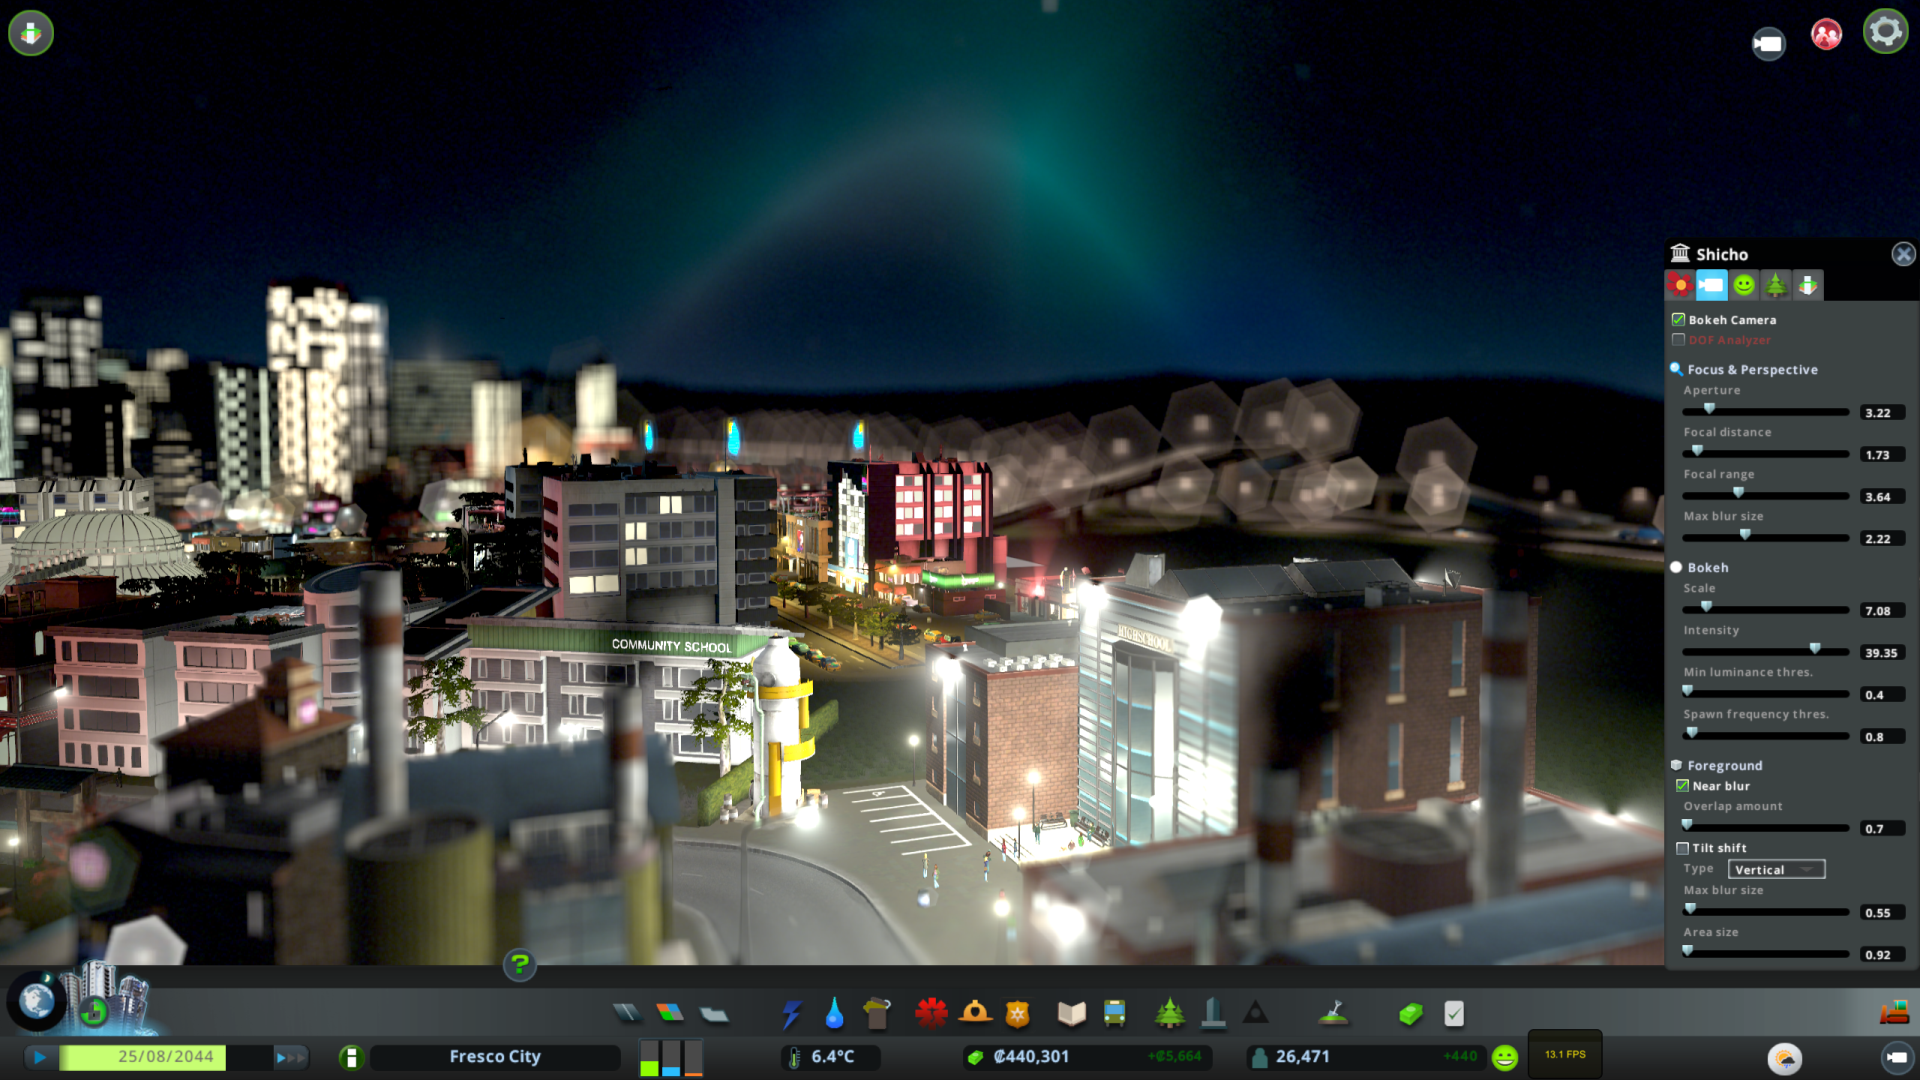 Shicho
Bokeh Camera
DOF Analyzer
Focus & Perspective
Aperture
3.22
Focal distance
1.73
Focal range
3.64
Max blur size
2.22
Bokeh
Scale
7.08
Intensity
39.35
Min luminance thres.
0.4
Spawn frequency thres.
0.8
Foreground
Near blur
Overlap amount
0.7
Tilt shift
Type Vertical
Max blur size
0.55
Area size
0.92
COMMUNITY SCHOOL
HIGHSCHOOL
?
25/08/2044
Fresco City
6.4°C
₡440,301
+₡5,664
26,471
+440
13.1 FPS